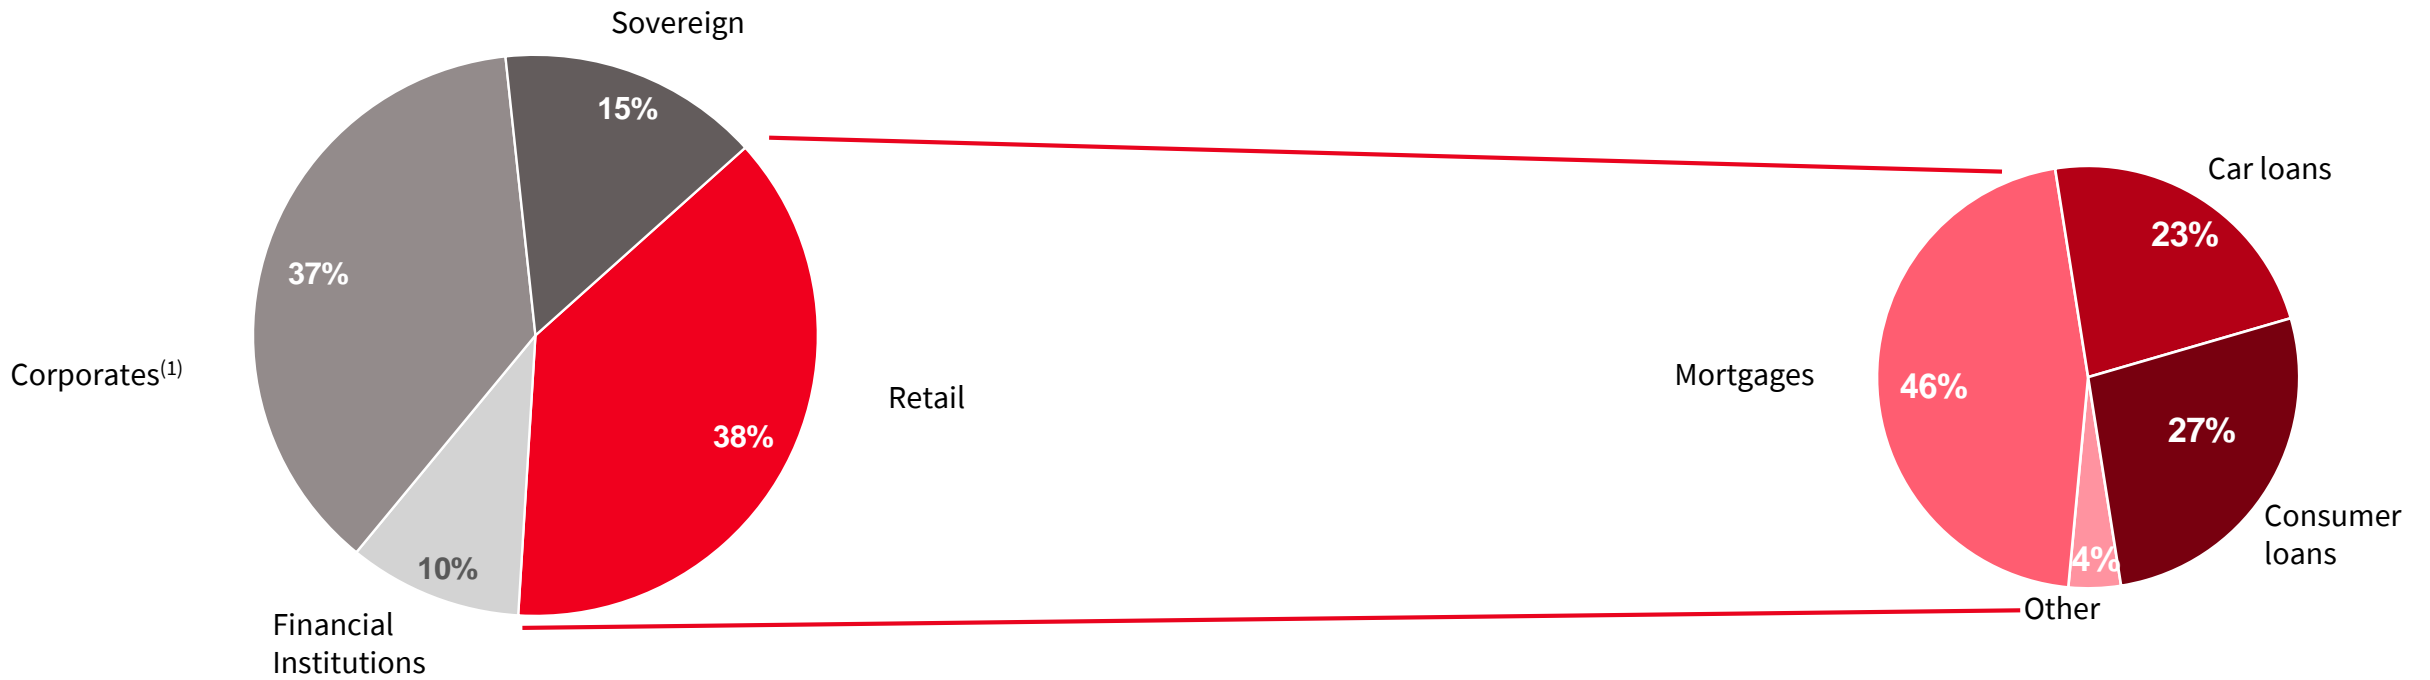 Sovereign
15%
37%
Corporates(1)
38%
Retail
10%
Financial
Institutions
Car loans
23%
Mortgages
46%
27%
Consumer
loans
4%
Other